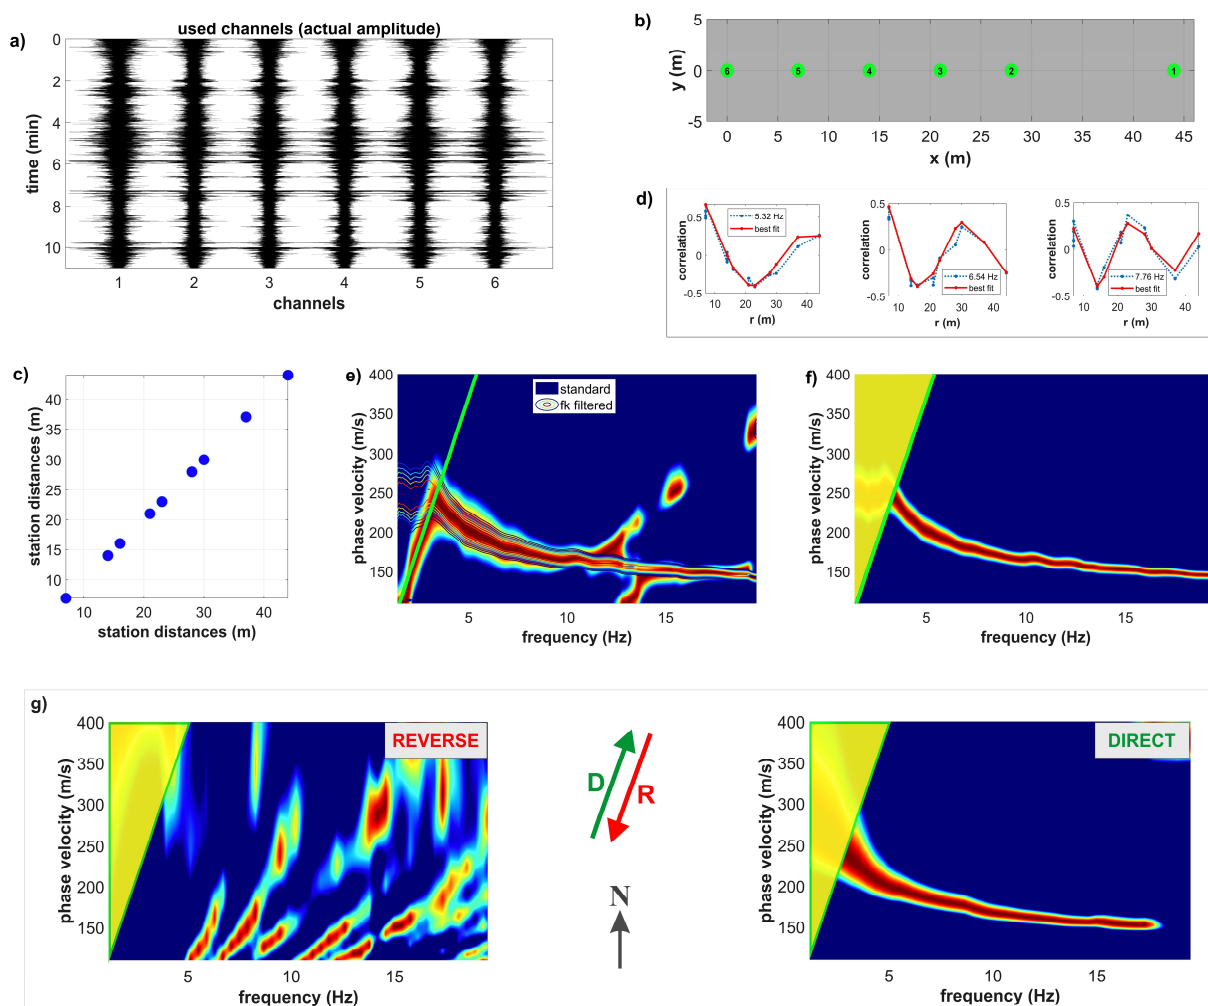 a)
used channels (actual amplitude)
0
2
4
6
8
10
time (min)
1 2 3 4 5 6
channels
b)
5
0
-5
y (m)
6 5 4 3 2 1
0 5 10 15 20 25 30 35 40 45
x (m)
d)
0.5
0
-0.5
correlation
5.32 Hz
best fit
10 20 30 40
r (m)
0.5
0
-0.5
correlation
6.54 Hz
best fit
10 20 30 40
r (m)
0.5
0
-0.5
correlation
7.76 Hz
best fit
10 20 30 40
r (m)
c)
40
35
30
25
20
15
10
station distances (m)
10 20 30 40
station distances (m)
e)
400
350
300
250
200
150
phase velocity (m/s)
standard
fk filtered
5 10 15
frequency (Hz)
f)
400
350
300
250
200
150
phase velocity (m/s)
5 10 15
frequency (Hz)
g)
400
350
300
250
200
150
phase velocity (m/s)
REVERSE
5 10 15
frequency (Hz)
D
R
N
400
350
300
250
200
150
phase velocity (m/s)
DIRECT
5 10 15
frequency (Hz)